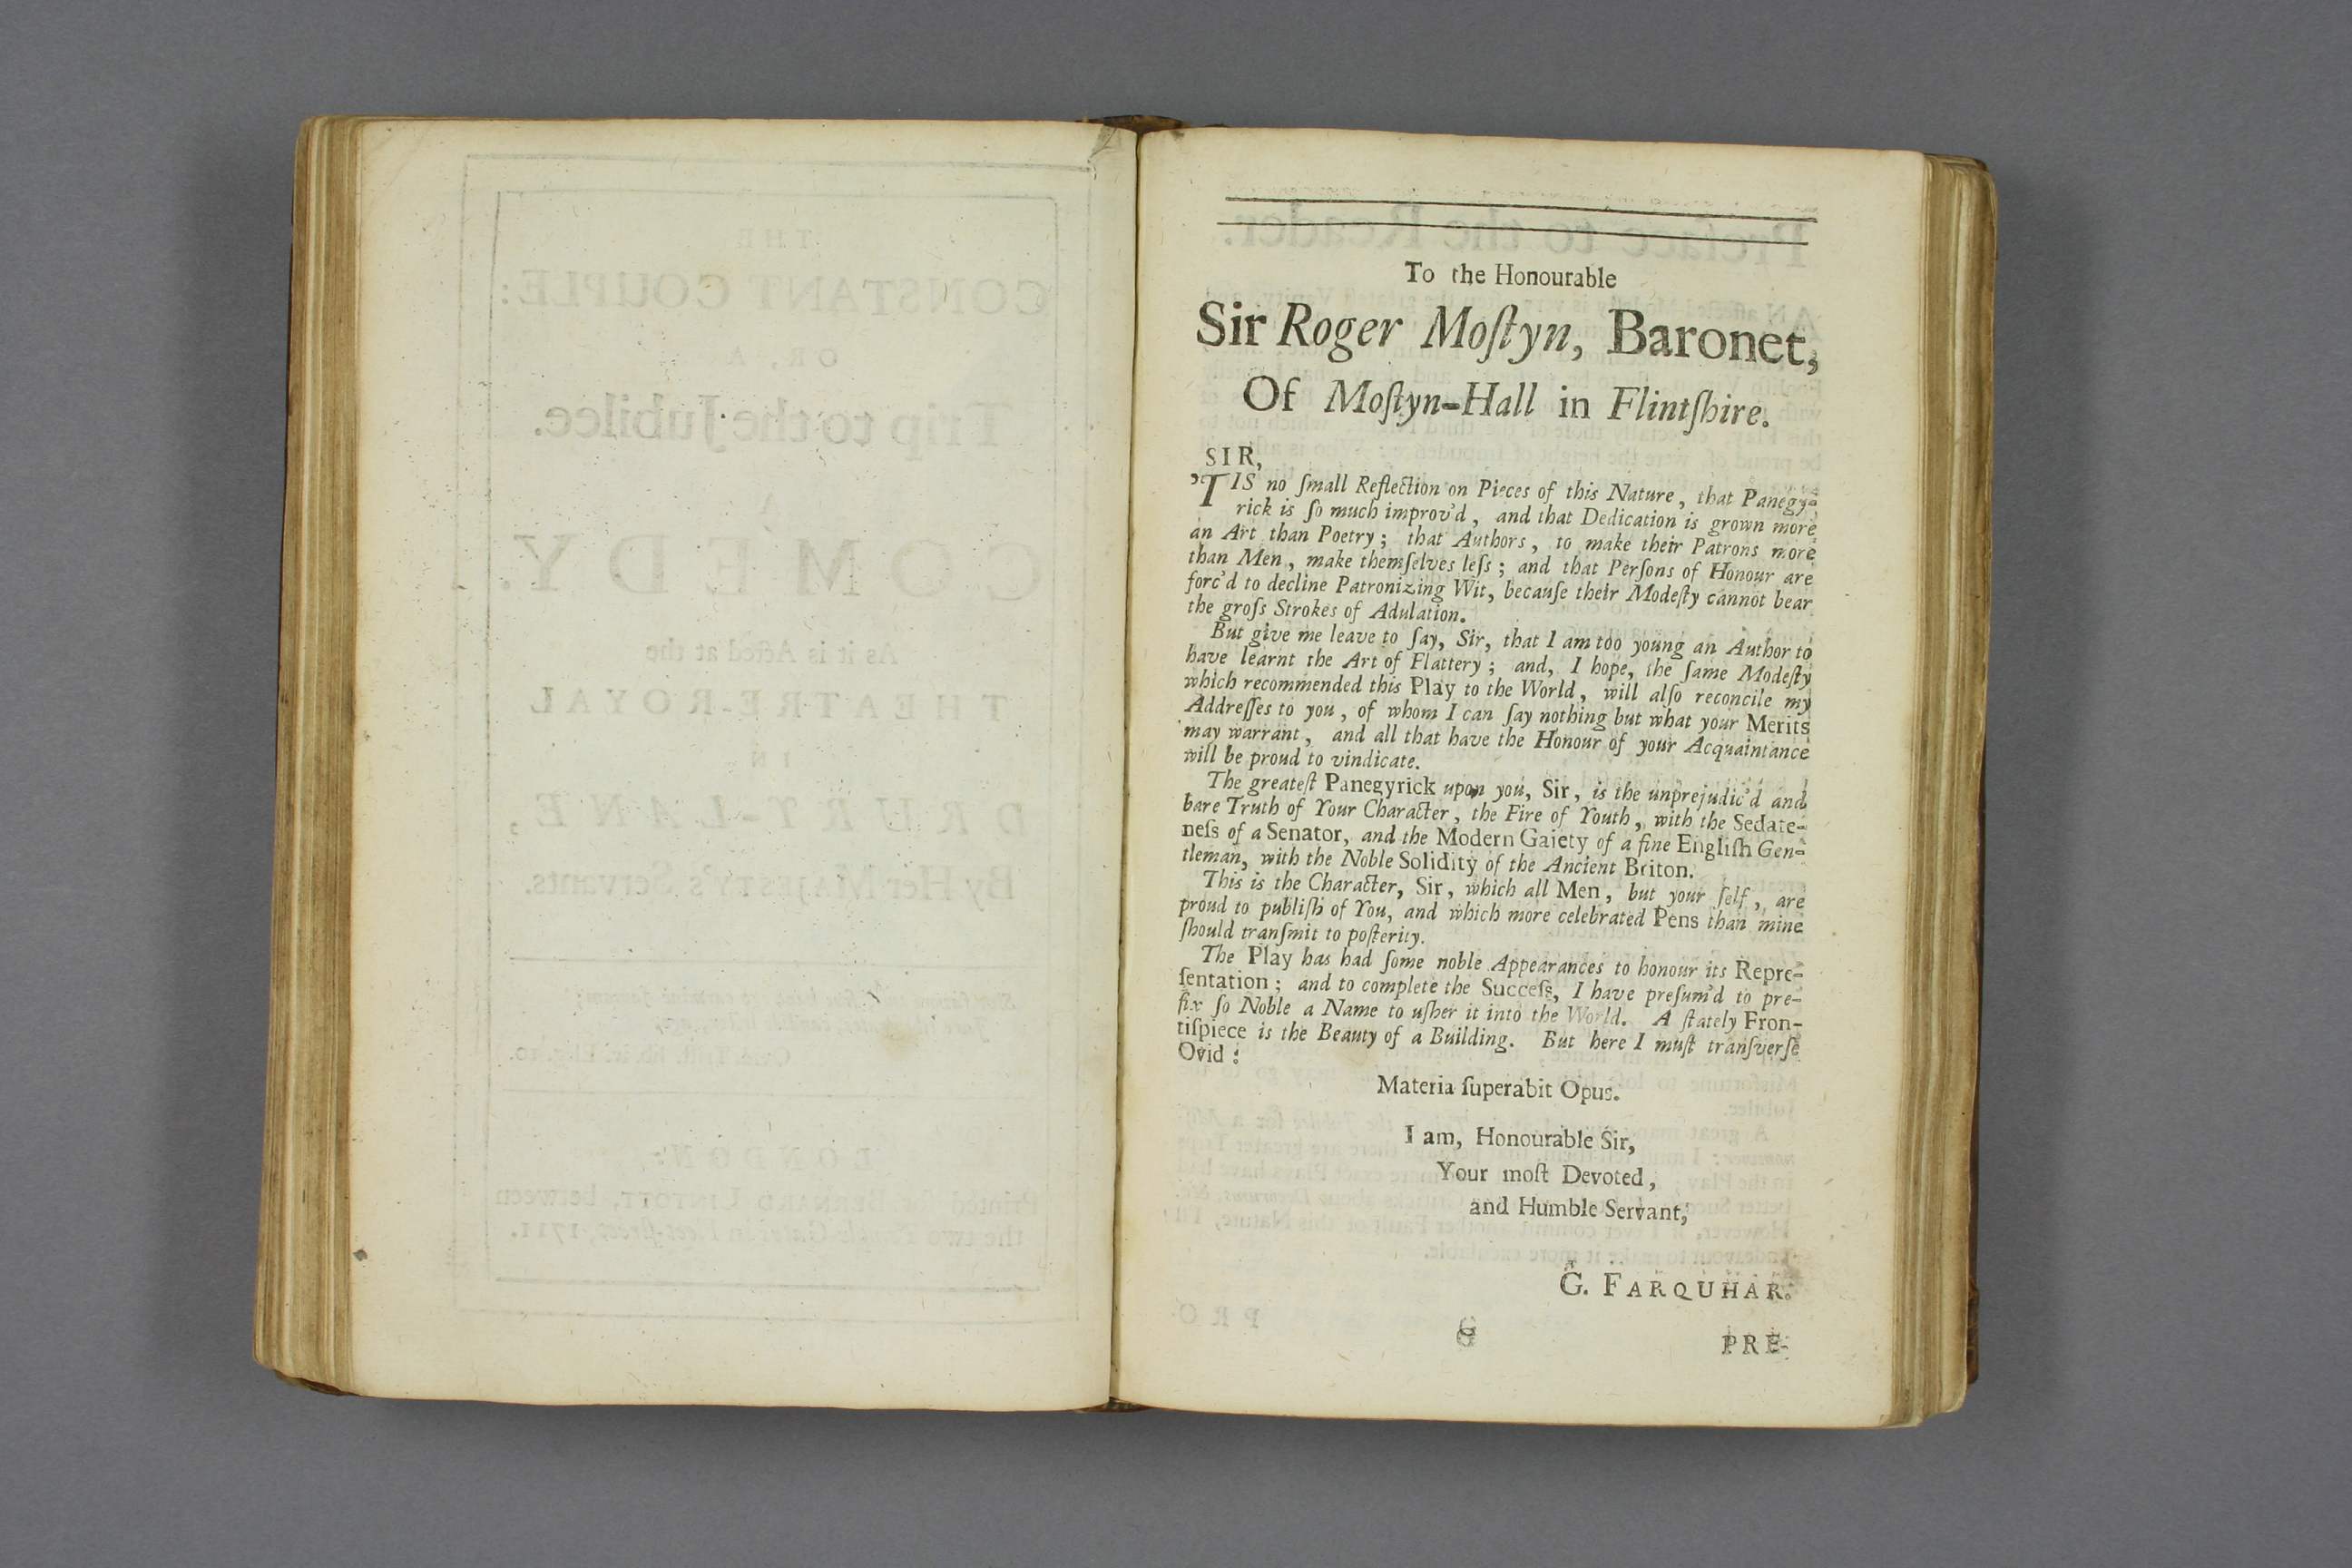 To the Honourable
Sir Roger Moſtyn, Baronet,
Of Moſtyn-Hall in Flintſhire.
SIR,
'TIS no ſmall Reflection on Pieces of this Nature, that Panegy-
rick is ſo much improv'd, and that Dedication is grown more
an Art than Poetry; that Authors, to make their Patrons more
than Men, make themſelves leſs; and that Perſons of Honour are
forc'd to decline Patronizing Wit, becauſe their Modeſty cannot bear
the groſs Strokes of Adulation.
But give me leave to ſay, Sir, that I am too young an Author to
have learnt the Art of Flattery; and, I hope, the ſame Modeſty
which recommended this Play to the World, will alſo reconcile my
Addreſſes to you, of whom I can ſay nothing but what your Merits
may warrant, and all that have the Honour of your Acquaintance
will be proud to vindicate.
The greateſt Panegyrick upon you, Sir, is the unprejudic'd and
bare Truth of Your Character, the Fire of Youth, with the Sedate-
neſs of a Senator, and the Modern Gaiety of a fine Engliſh Gen-
tleman, with the Noble Solidity of the Ancient Briton.
This is the Character, Sir, which all Men, but your ſelf, are
proud to publiſh of You, and which more celebrated Pens than mine
ſhould tranſmit to poſterity.
The Play has had ſome noble Appearances to honour its Repre-
ſentation; and to complete the Succeſs, I have preſum'd to pre-
fix ſo Noble a Name to uſher it into the World. A ſtately Fron-
tiſpiece is the Beauty of a Building. But here I muſt tranſverſe
Ovid:
Materia ſuperabit Opus.
I am, Honourable Sir,
Your moſt Devoted,
and Humble Servant,
G. FARQUHAR.
G PRE-